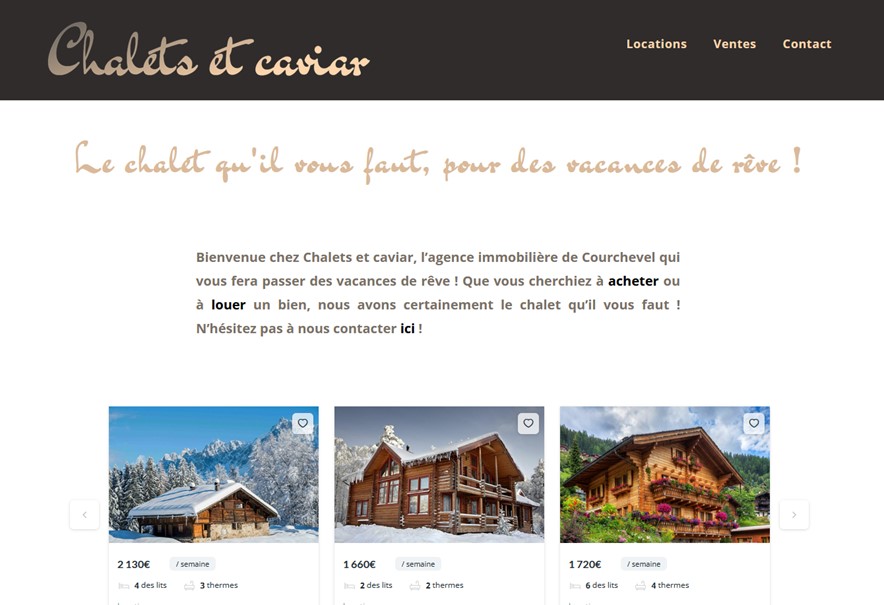 Chalets et caviar
Locations Ventes Contact
Le chalet qu'il vous faut, pour des vacances de rêve !
Bienvenue chez Chalets et caviar, l’agence immobilière de Courchevel qui
vous fera passer des vacances de rêve ! Que vous cherchiez à acheter ou
à louer un bien, nous avons certainement le chalet qu’il vous faut !
N’hésitez pas à nous contacter ici !
2 130€ / semaine
4 des lits 3 thermes
1 660€ / semaine
2 des lits 2 thermes
1 720€ / semaine
6 des lits 4 thermes